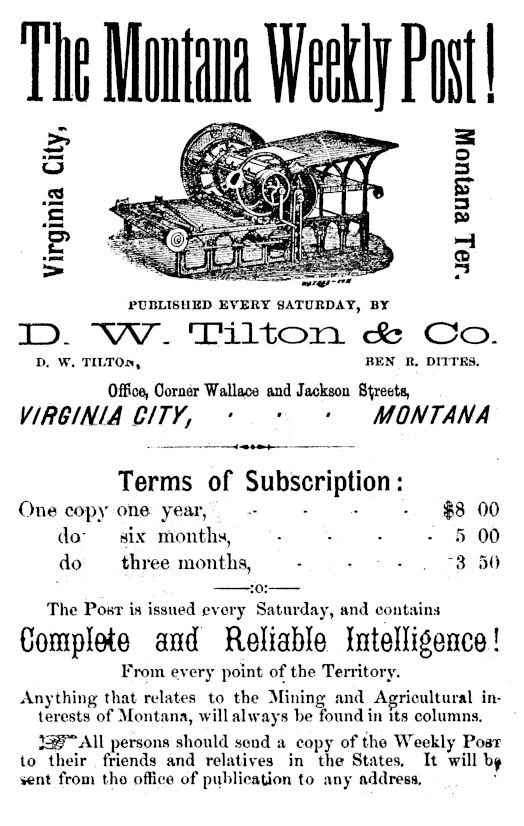 The Montana Weekly Post!
Virginia City,
Montana Ter.
PUBLISHED EVERY SATURDAY, BY
D. W. Tilton & Co.
D. W. TILTON, BEN R. DITTES.
Office, Corner Wallace and Jackson Streets,
VIRGINIA CITY, · · · MONTANA
Terms of Subscription:
One copy one year, - - - - $8 00
do six months, - - - - 5 00
do three months, - - - - 3 50
:o:
The POST is issued every Saturday, and contains
Complete and Reliable Intelligence!
From every point of the Territory.
Anything that relates to the Mining and Agricultural in-
terests of Montana, will always be found in its columns.
☞All persons should send a copy of the Weekly POST
to their friends and relatives in the States. It will be
sent from the office of publication to any address.